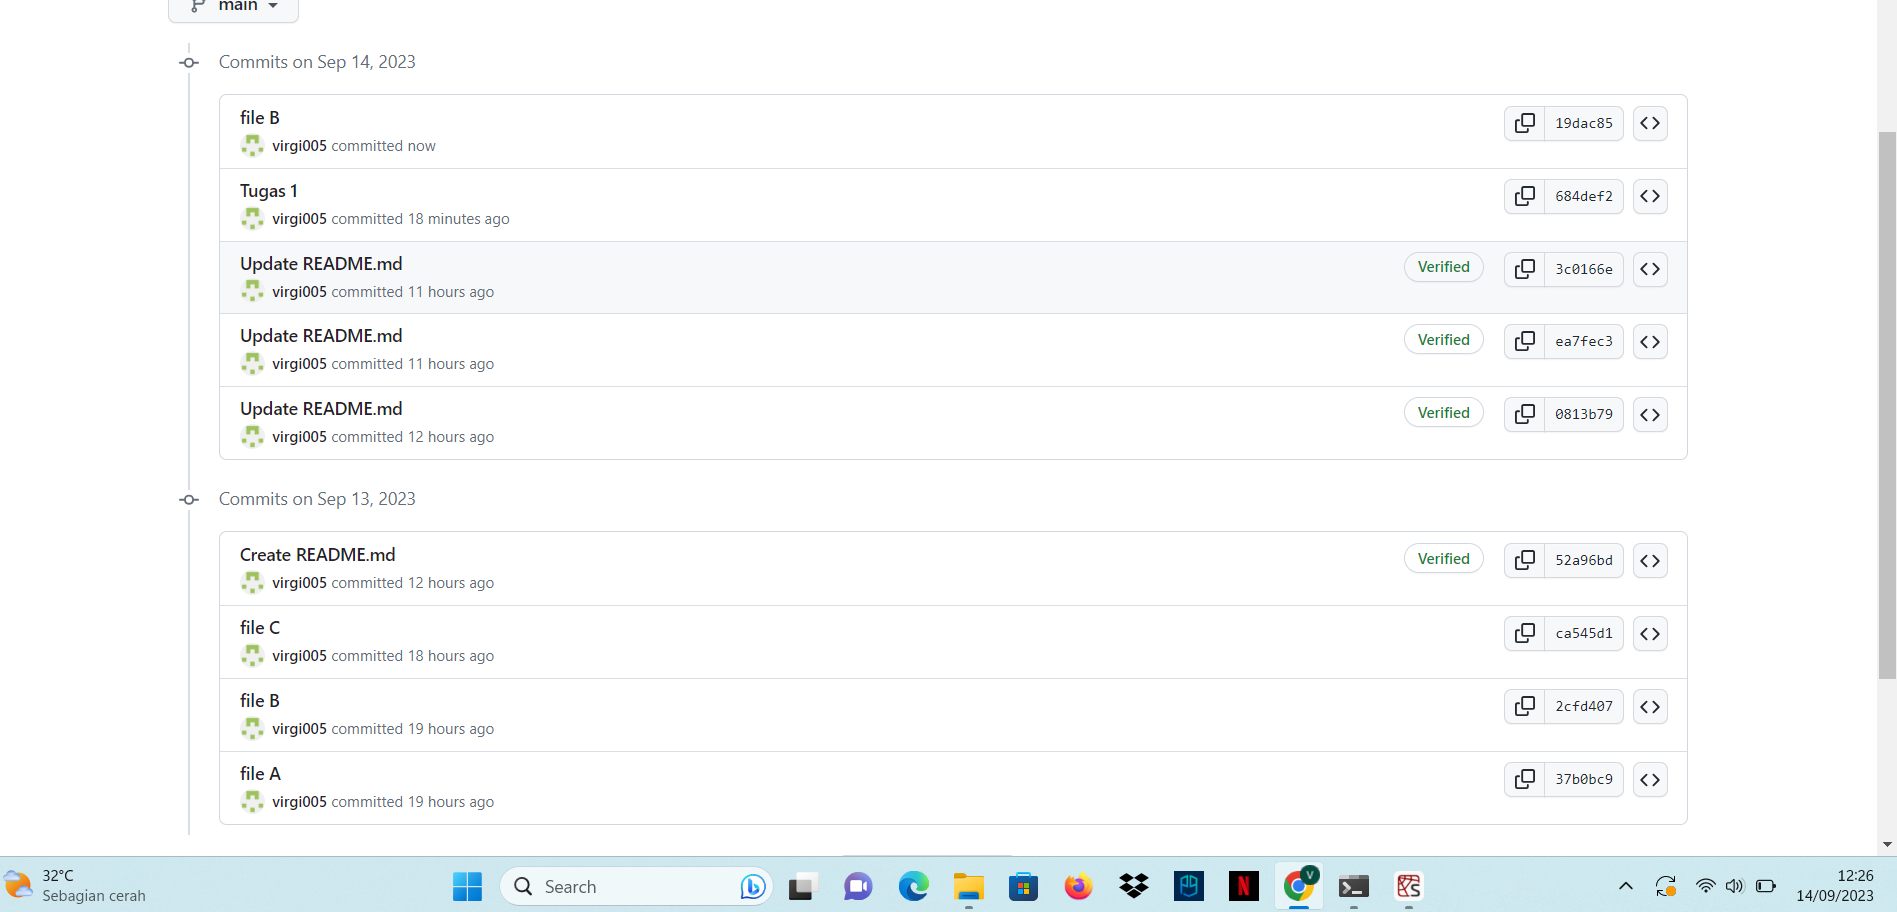 main
Commits on Sep 14, 2023
file B
19dac85
virgi005 committed now
Tugas 1
684def2
virgi005 committed 18 minutes ago
Update README.md
Verified
3c0166e
virgi005 committed 11 hours ago
Update README.md
Verified
ea7fec3
virgi005 committed 11 hours ago
Update README.md
Verified
0813b79
virgi005 committed 12 hours ago
Commits on Sep 13, 2023
Create README.md
Verified
52a96bd
virgi005 committed 12 hours ago
file C
ca545d1
virgi005 committed 18 hours ago
file B
2cfd407
virgi005 committed 19 hours ago
file A
37b0bc9
virgi005 committed 19 hours ago
32°C
Sebagian cerah
Search
N
V
12:26
14/09/2023